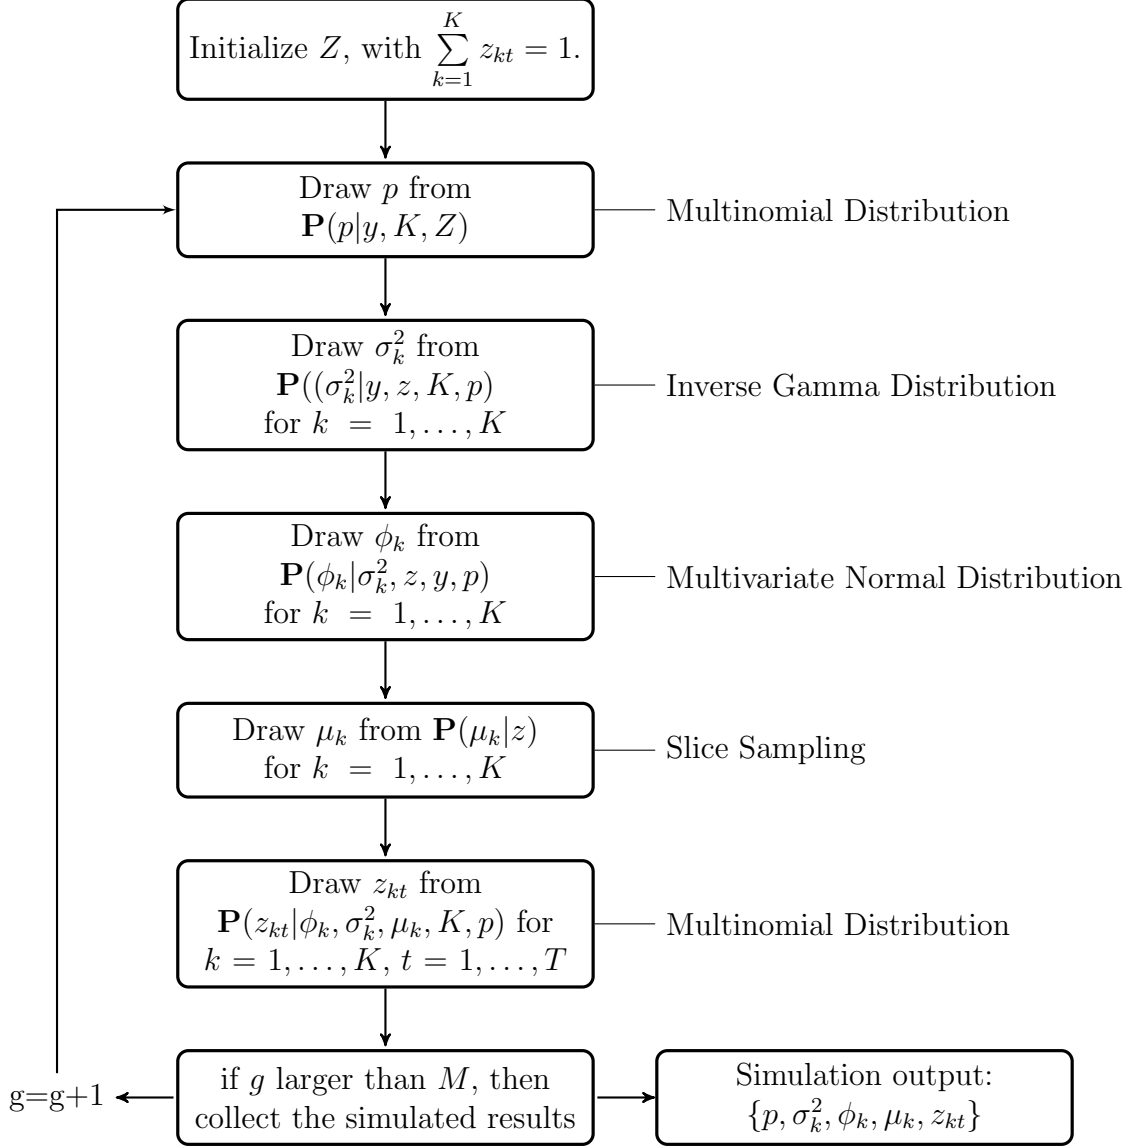 Initialize Z, with \sum_{k=1}^{K} z_{kt} = 1.
Draw p from
P(p|y, K, Z)
Multinomial Distribution
Draw σ_k^2 from
P((σ_k^2|y, z, K, p)
for k = 1, . . . , K
Inverse Gamma Distribution
Draw ϕ_k from
P(ϕ_k|σ_k^2, z, y, p)
for k = 1, . . . , K
Multivariate Normal Distribution
Draw μ_k from P(μ_k|z)
for k = 1, . . . , K
Slice Sampling
Draw z_{kt} from
P(z_{kt}|ϕ_k, σ_k^2, μ_k, K, p) for
k = 1, . . . , K, t = 1, . . . , T
Multinomial Distribution
g=g+1
if g larger than M, then
collect the simulated results
Simulation output:
{p, σ_k^2, ϕ_k, μ_k, z_{kt}}